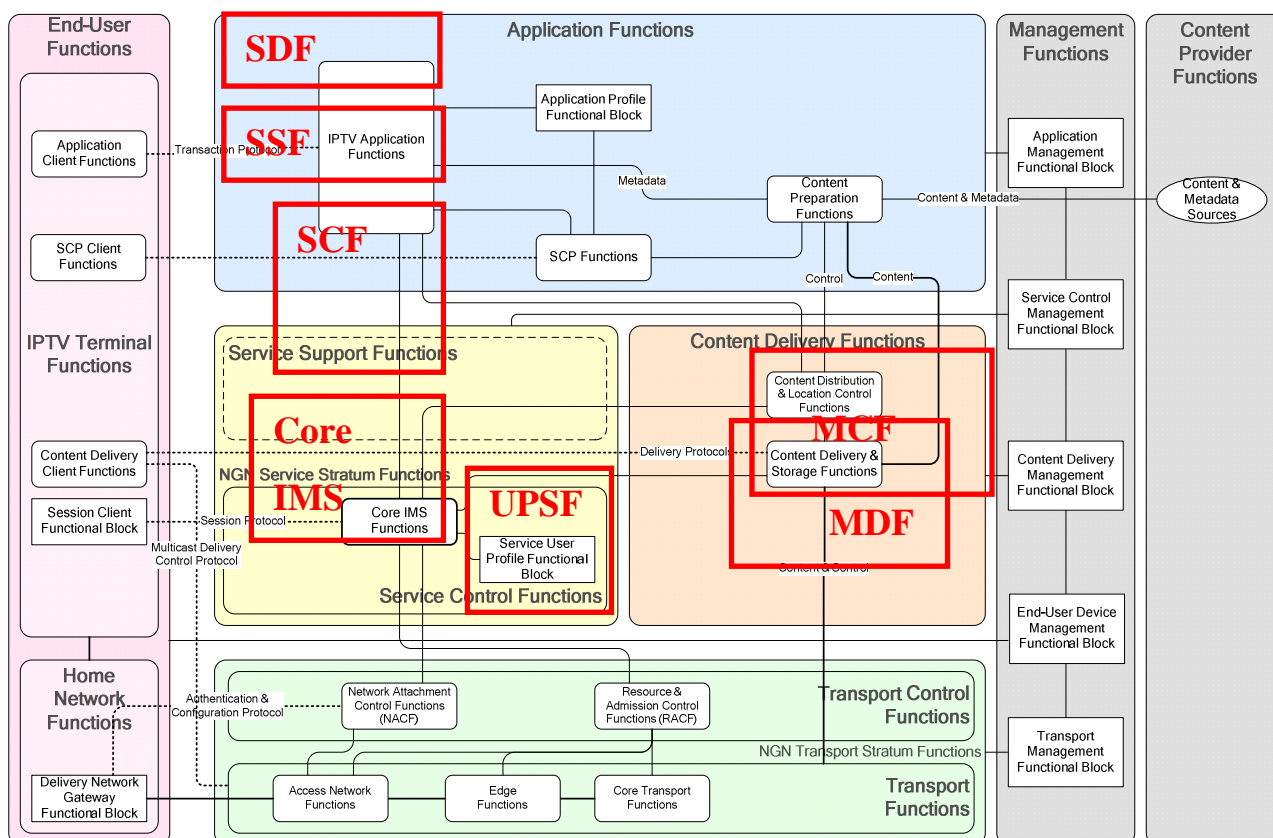 End-User
Functions
Application Functions
Management
Functions
Content
Provider
Functions
SDF
SSF
SCF
IPTV Application
Functions
Application Profile
Functional Block
Application
Client Functions
Transaction Protocol
Application
Management
Functional Block
Metadata
Content
Preparation
Functions
Content & Metadata
Content &
Metadata
Sources
SCP Client
Functions
SCP Functions
Control
Content
Service Control
Management
Functional Block
IPTV Terminal
Functions
Service Support Functions
Content Delivery Functions
Content Distribution
& Location Control
Functions
Core
IMS
MCF
Content Delivery
Client Functions
Delivery Protocols
Content Delivery &
Storage Functions
Content Delivery
Management
Functional Block
NGN Service Stratum Functions
UPSF
MDF
Session Client
Functional Block
Session Protocol
Core IMS
Functions
Multicast Delivery
Control Protocol
Service User
Profile Functional
Block
Content & Control
Service Control Functions
End-User Device
Management
Functional Block
Home
Network
Functions
Authentication &
Configuration Protocol
Network Attachment
Control Functions
(NACF)
Resource &
Admission Control
Functions (RACF)
Transport Control
Functions
NGN Transport Stratum Functions
Transport
Management
Functional Block
Delivery Network
Gateway
Functional Block
Access Network
Functions
Edge
Functions
Core Transport
Functions
Transport
Functions